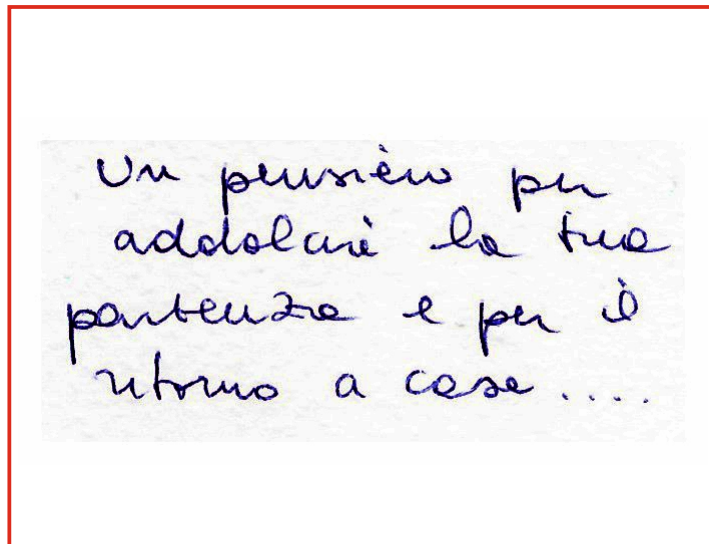 Un pensiero per
addolcire la tua
partenza e per il
ritorno a casa.....